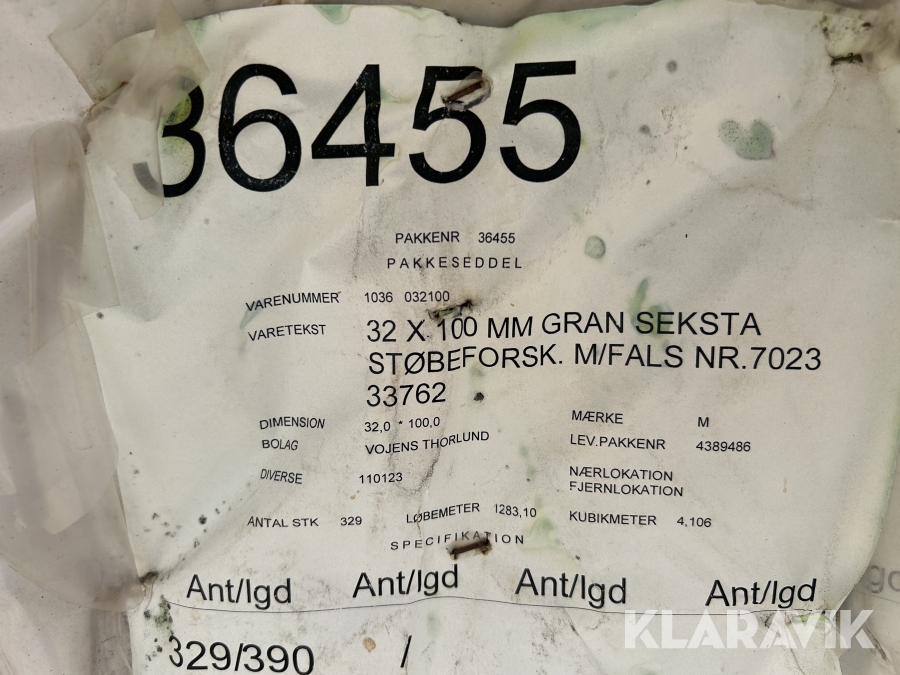 36455
PAKKENR 36455
PAKKESEDDEL
VARENUMMER 1036 032100
VARETEKST 32 X 100 MM GRAN SEKSTA
STØBEFORSK. M/FALS NR.7023
33762
DIMENSION 32,0 * 100,0 MÆRKE M
BOLAG VOJENS THORLUND LEV.PAKKENR 4389486
DIVERSE 110123 NÆRLOKATION
FJERNLOKATION
ANTAL STK 329 LØBEMETER 1283,10 KUBIKMETER 4,106
SPECIFIKATION
Ant/lgd Ant/lgd Ant/lgd Ant/lgd
329/390 /
KLARAVIK